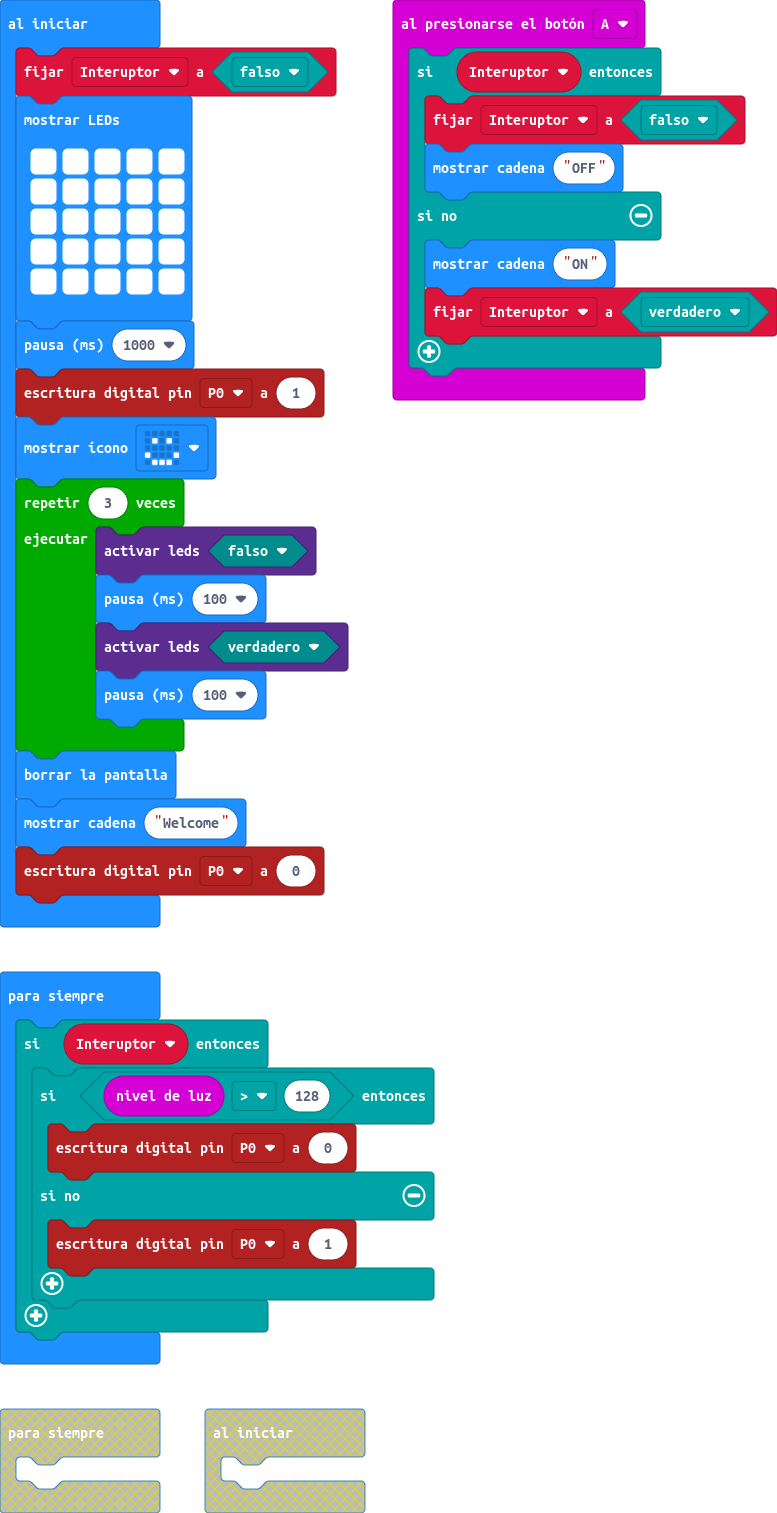 al iniciar
fijar Interuptor a falso
mostrar LEDs
pausa (ms) 1000
escritura digital pin P0 a 1
mostrar ícono
repetir 3 veces
ejecutar activar leds falso
pausa (ms) 100
activar leds verdadero
pausa (ms) 100
borrar la pantalla
mostrar cadena "Welcome"
escritura digital pin P0 a 0
al presionarse el botón A
si Interuptor entonces
fijar Interuptor a falso
mostrar cadena "OFF"
si no
mostrar cadena "ON"
fijar Interuptor a verdadero
para siempre
si Interuptor entonces
si nivel de luz > 128 entonces
escritura digital pin P0 a 0
si no
escritura digital pin P0 a 1
para siempre
al iniciar